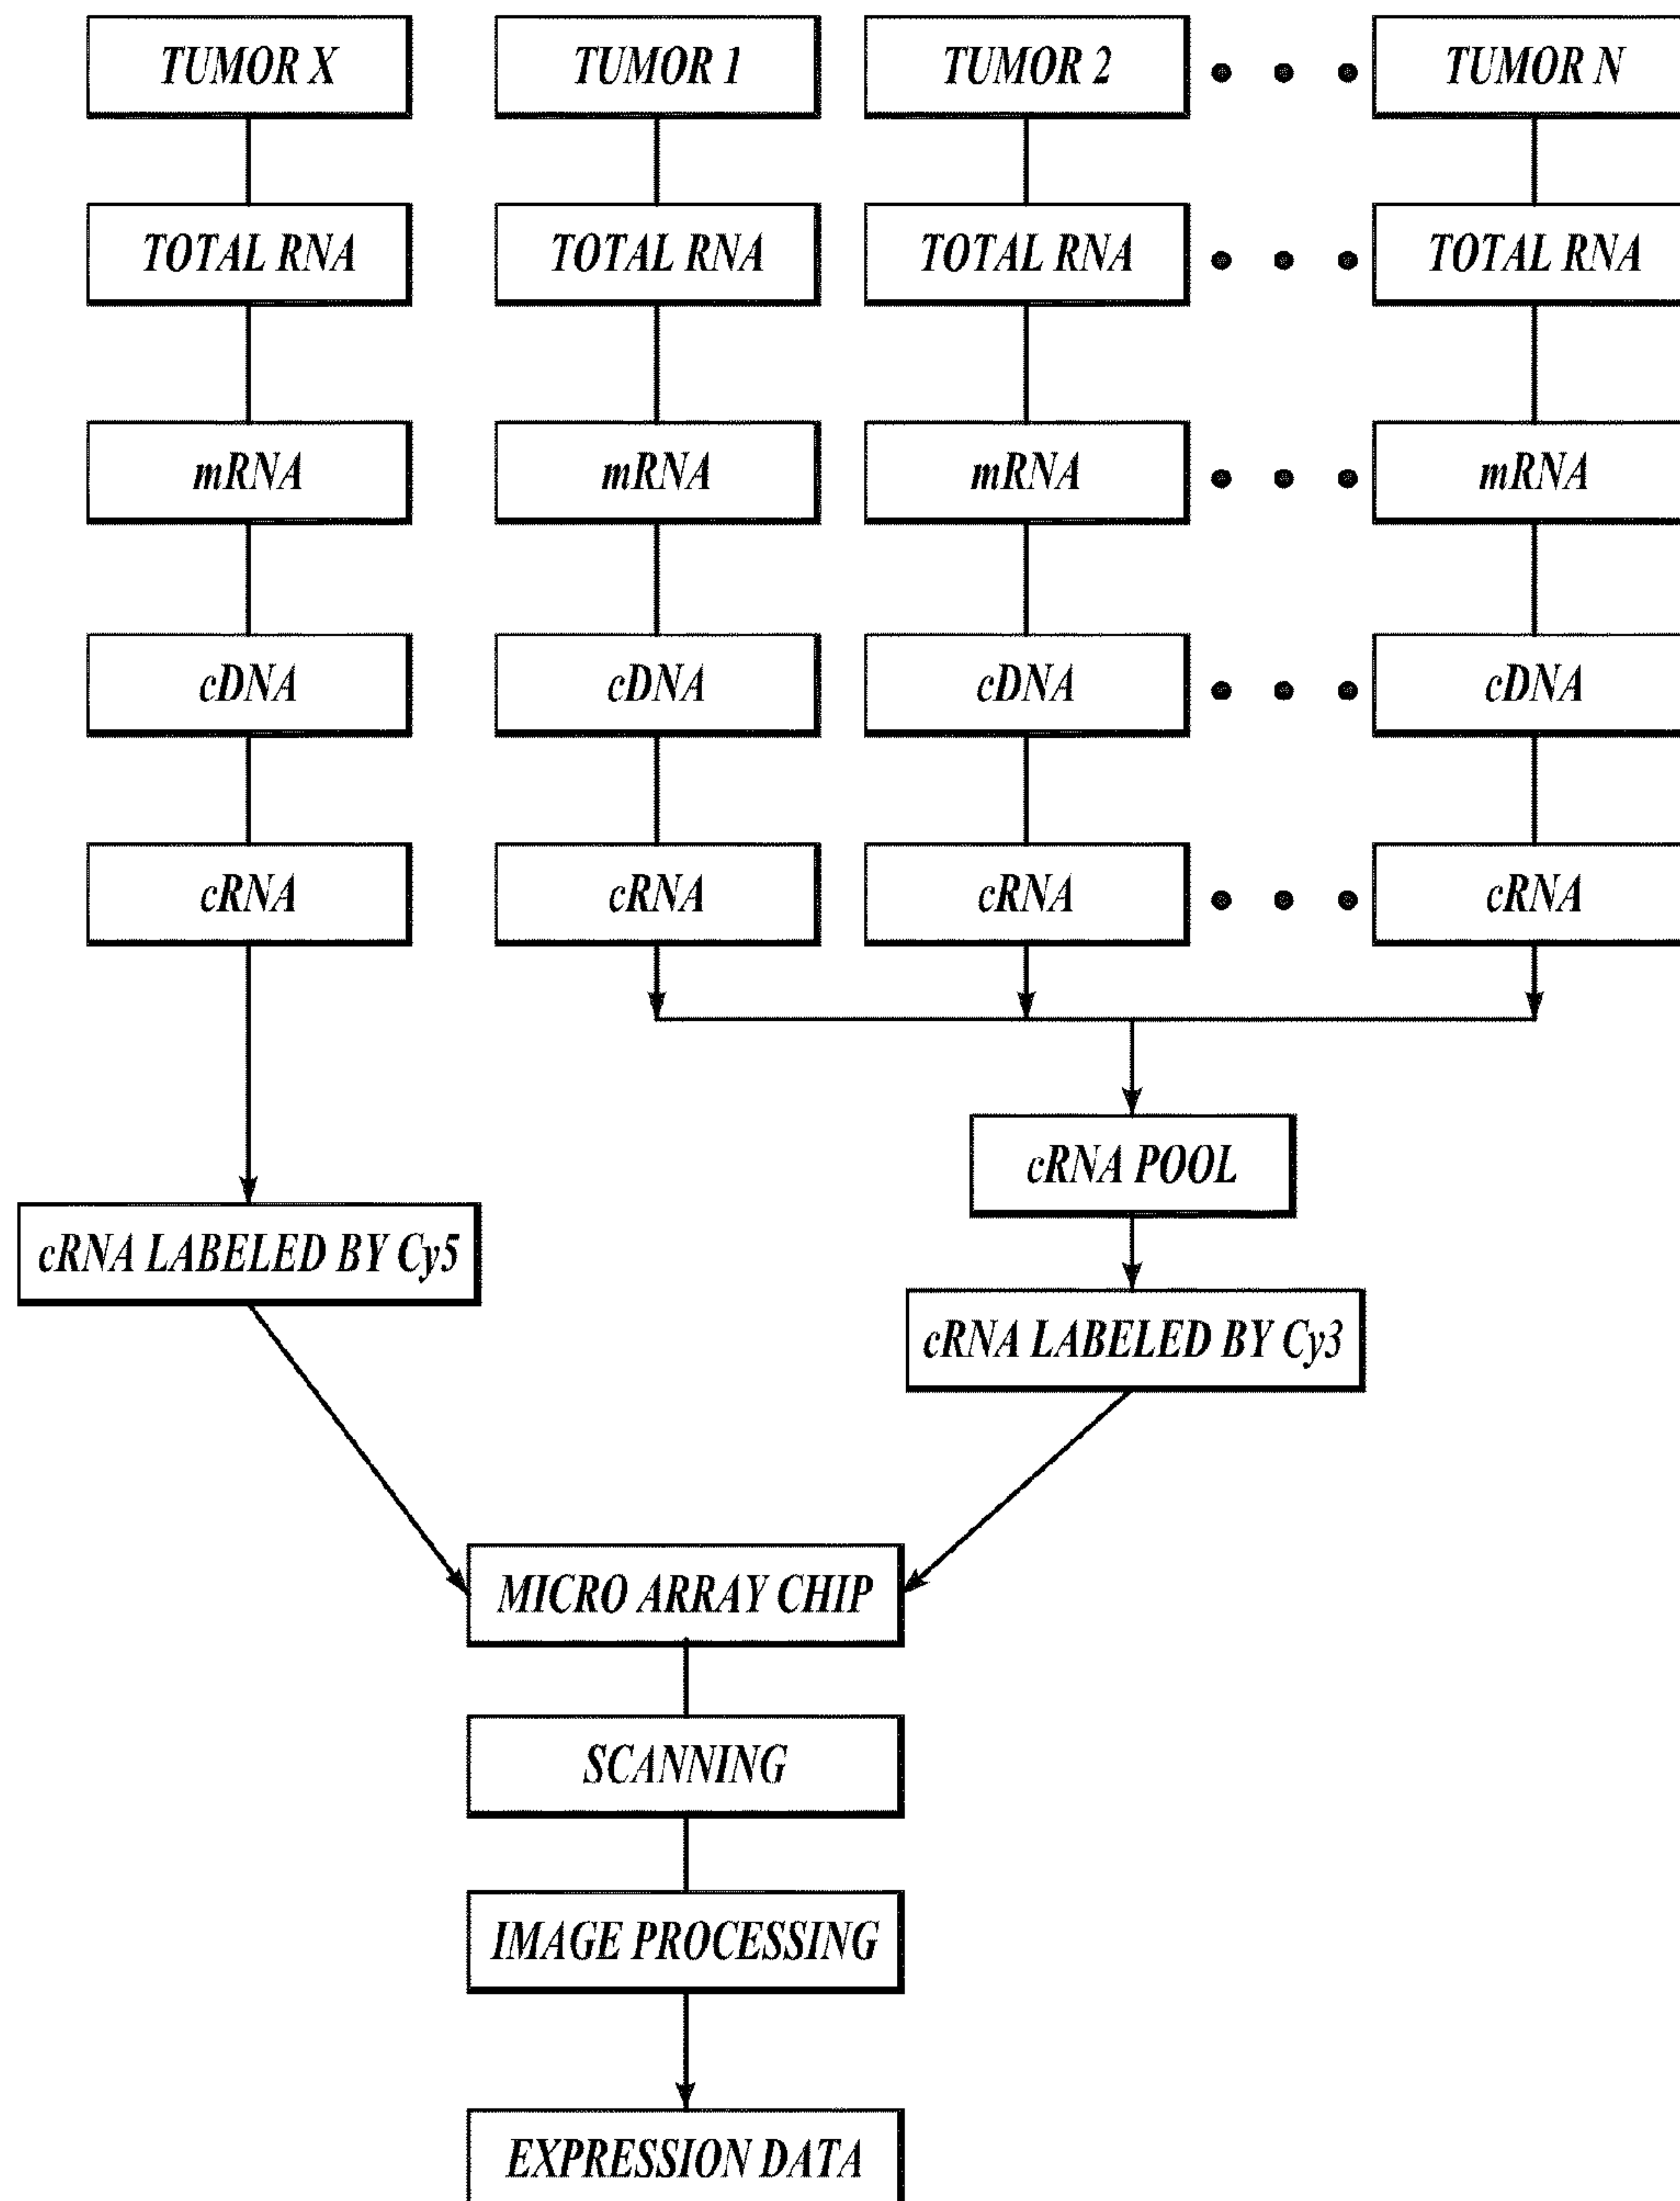 TUMOR X
TUMOR 1
TUMOR 2
TUMOR N
TOTAL RNA
TOTAL RNA
TOTAL RNA
TOTAL RNA
mRNA
mRNA
mRNA
mRNA
cDNA
cDNA
cDNA
cDNA
cRNA
cRNA
cRNA
cRNA
cRNA POOL
cRNA LABELED BY Cy5
cRNA LABELED BY Cy3
MICRO ARRAY CHIP
SCANNING
IMAGE PROCESSING
EXPRESSION DATA